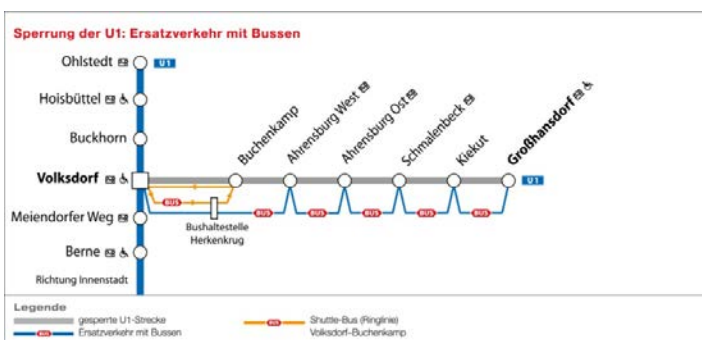 Sperrung der U1: Ersatzverkehr mit Bussen
Ohlstedt
U1
Hoisbüttel
Buckhorn
Volksdorf
Meiendorfer Weg
Berne
Richtung Innenstadt
Buchenkamp
Ahrensburg West
Ahrensburg Ost
Schmalenbeck
Kiekut
Großhansdorf
U1
BUS
BUS
BUS
BUS
BUS
BUS
Bushaltestelle
Herkenkrug
Legende
gesperrte U1-Strecke
BUS
Ersatzverkehr mit Bussen
BUS
Shuttle-Bus (Ringlinie)
Volksdorf-Buchenkamp